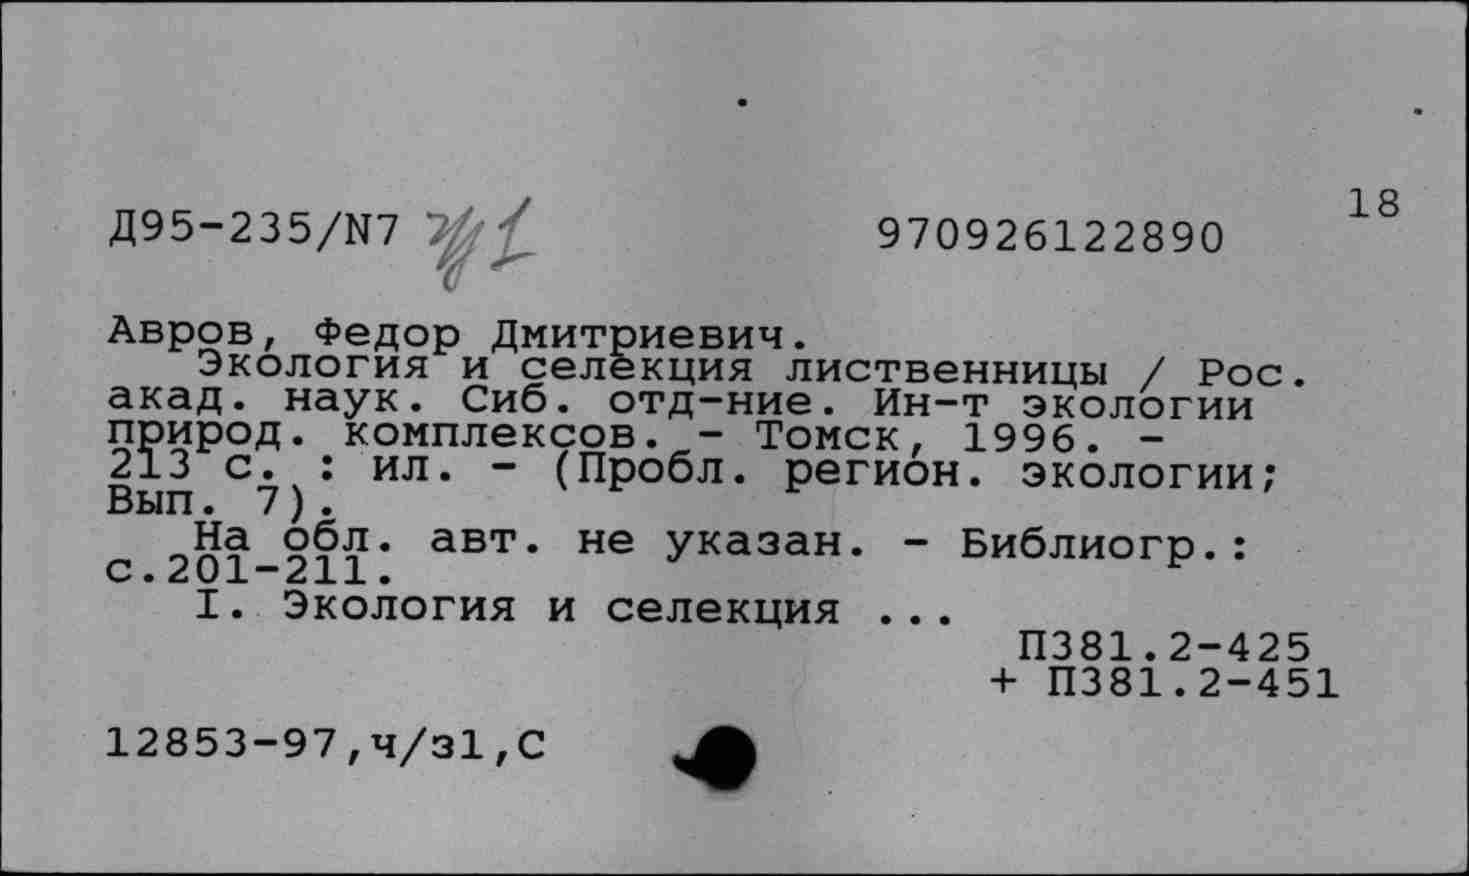 18
Д95-235/N7 970926122890
Авров, Федор Дмитриевич.
Экология и селекция лиственницы / Рос.
акад. наук. Сиб. отд-ние. Ин-т экологии
природ. комплексов. - Томск, 1996. -
213 с. : ил. - (Пробл. регион. экологии;
Вып. 7).
На обл. авт. не указан. - Библиогр.:
с.201-211.
I. Экология и селекция ...
П381.2-425
+ П381.2-451
12853-97,ч/з1,С